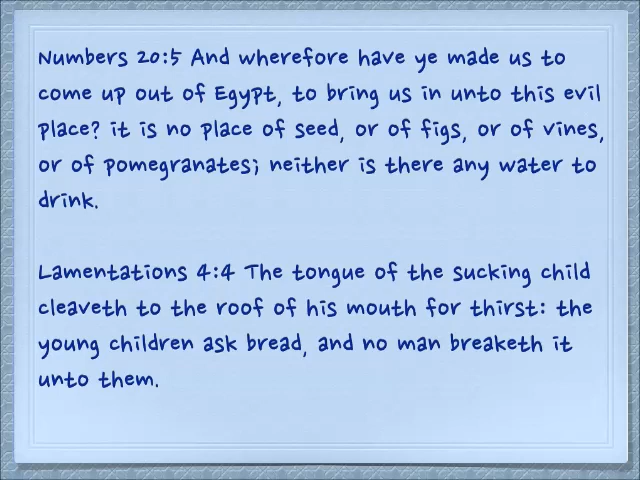 Numbers 20:5 And wherefore have ye made us to
come up out of Egypt, to bring us in unto this evil
place? it is no place of seed, or of figs, or of vines,
or of pomegranates; neither is there any water to
drink.
Lamentations 4:4 The tongue of the sucking child
cleaveth to the roof of his mouth for thirst: the
young children ask bread, and no man breaketh it
unto them.